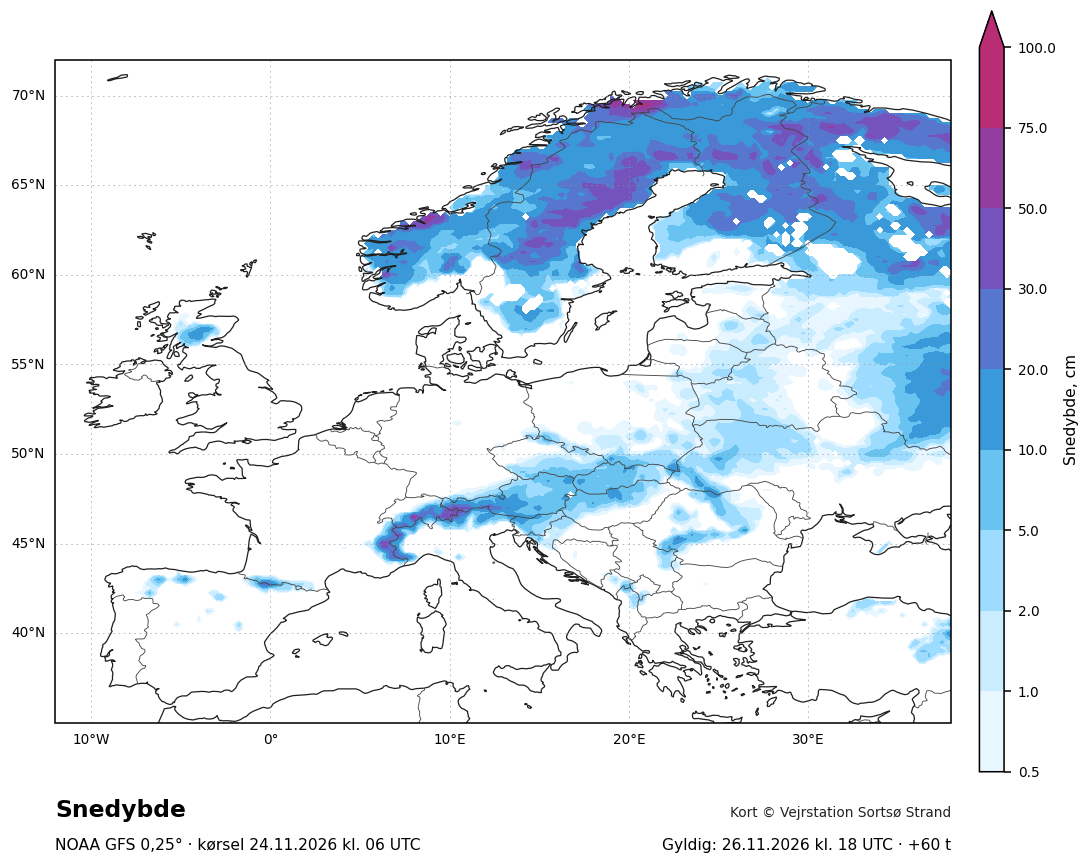 100.0
75.0
50.0
30.0
20.0
10.0
5.0
2.0
1.0
0.5
Snedybde, cm
70°N
65°N
60°N
55°N
50°N
45°N
40°N
10°W 0° 10°E 20°E 30°E
Snedybde
Kort © Vejrstation Sortsø Strand
NOAA GFS 0,25° · kørsel 24.11.2026 kl. 06 UTC
Gyldig: 26.11.2026 kl. 18 UTC · +60 t